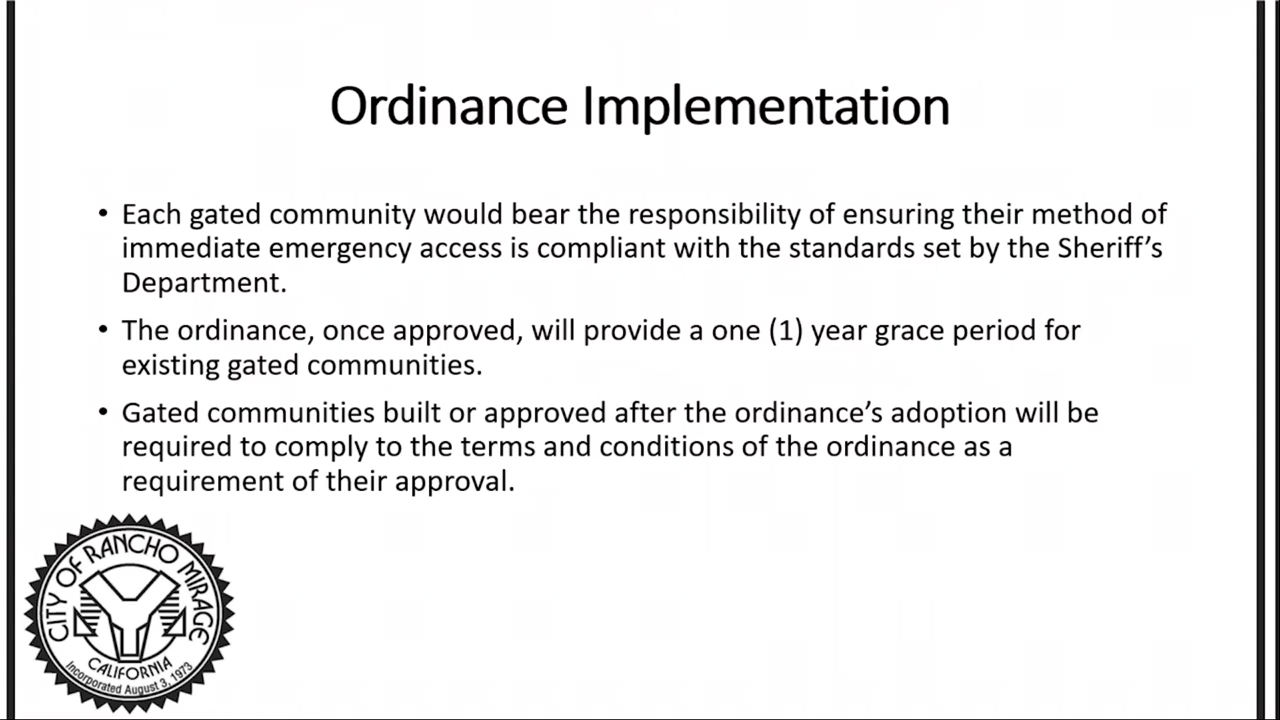 Ordinance Implementation
• Each gated community would bear the responsibility of ensuring their method of
immediate emergency access is compliant with the standards set by the Sheriff’s
Department.
• The ordinance, once approved, will provide a one (1) year grace period for
existing gated communities.
• Gated communities built or approved after the ordinance’s adoption will be
required to comply to the terms and conditions of the ordinance as a
requirement of their approval.
CITY OF RANCHO MIRAGE
CALIFORNIA
Incorporated August 3, 1973